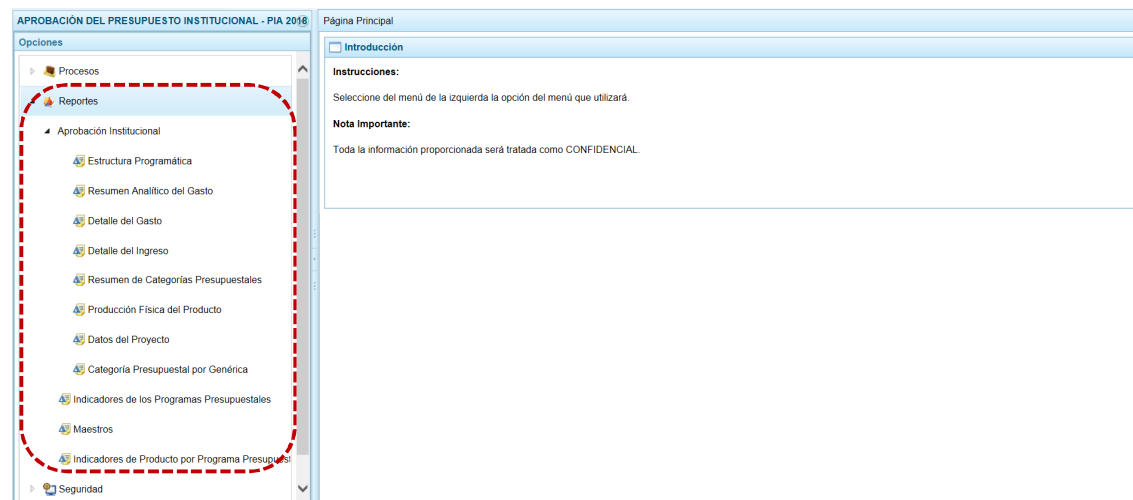 APROBACIÓN DEL PRESUPUESTO INSTITUCIONAL - PIA 2018
Opciones
Procesos
Reportes
Aprobación Institucional
Estructura Programática
Resumen Analítico del Gasto
Detalle del Gasto
Detalle del Ingreso
Resumen de Categorías Presupuestales
Producción Física del Producto
Datos del Proyecto
Categoría Presupuestal por Genérica
Indicadores de los Programas Presupuestales
Maestros
Indicadores de Producto por Programa Presupuest
Seguridad
Página Principal
Introducción
Instrucciones:
Seleccione del menú de la izquierda la opción del menú que utilizará.
Nota Importante:
Toda la información proporcionada será tratada como CONFIDENCIAL.